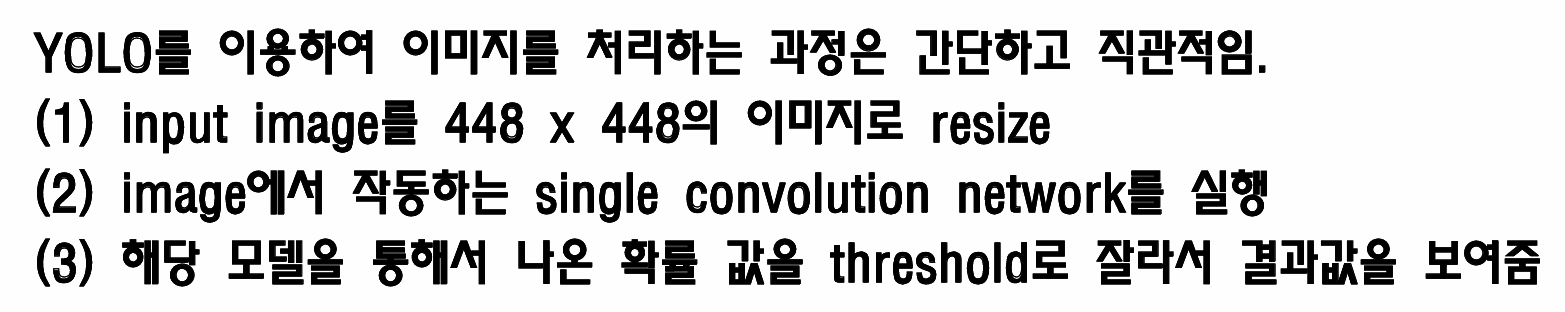 YOLO를 이용하여 이미지를 처리하는 과정은 간단하고 직관적임.
(1) input image를 448 x 448의 이미지로 resize
(2) image에서 작동하는 single convolution network를 실행
(3) 해당 모델을 통해서 나온 확률 값을 threshold로 잘라서 결과값을 보여줌